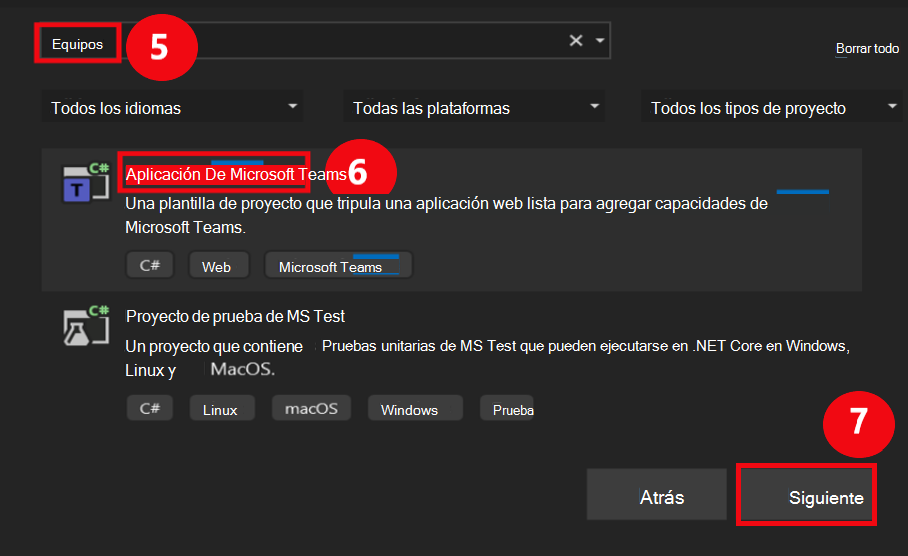 Equipos
5
Borrar todo
Todos los idiomas
Todas las plataformas
Todos los tipos de proyecto
C#
T
Aplicación De Microsoft Teams
6
Una plantilla de proyecto que tripula una aplicación web lista para agregar capacidades de
Microsoft Teams.
C#
Web
Microsoft Teams
C#
Proyecto de prueba de MS Test
Un proyecto que contiene Pruebas unitarias de MS Test que pueden ejecutarse en .NET Core en Windows,
Linux y MacOS.
C#
Linux
macOS
Windows
Prueba
7
Atrás
Siguiente